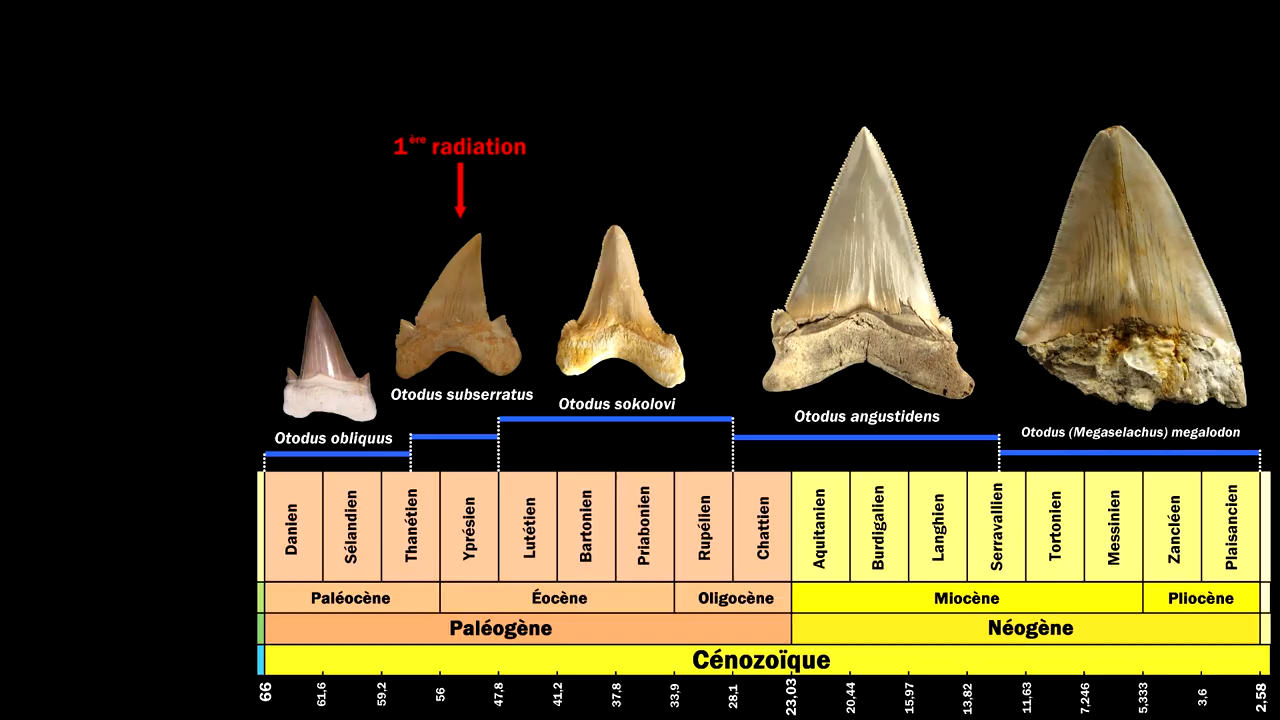 1ère radiation
Otodus obliquus
Otodus subserratus
Otodus sokolovi
Otodus angustidens
Otodus (Megaselachus) megalodon
Danien
Sélandien
Thanétien
Yprésien
Lutétien
Bartonien
Priabonien
Rupélien
Chattien
Aquitanien
Burdigalien
Langhien
Serravallien
Tortonien
Messinien
Zancléen
Plaisancien
Paléocène
Éocène
Oligocène
Miocène
Pliocène
Paléogène
Néogène
Cénozoïque
66
61.6
59.2
56
47.8
41.2
37.8
33.9
28.1
23,03
20,44
15,97
13,82
11,63
7,246
5,333
3,6
2,58